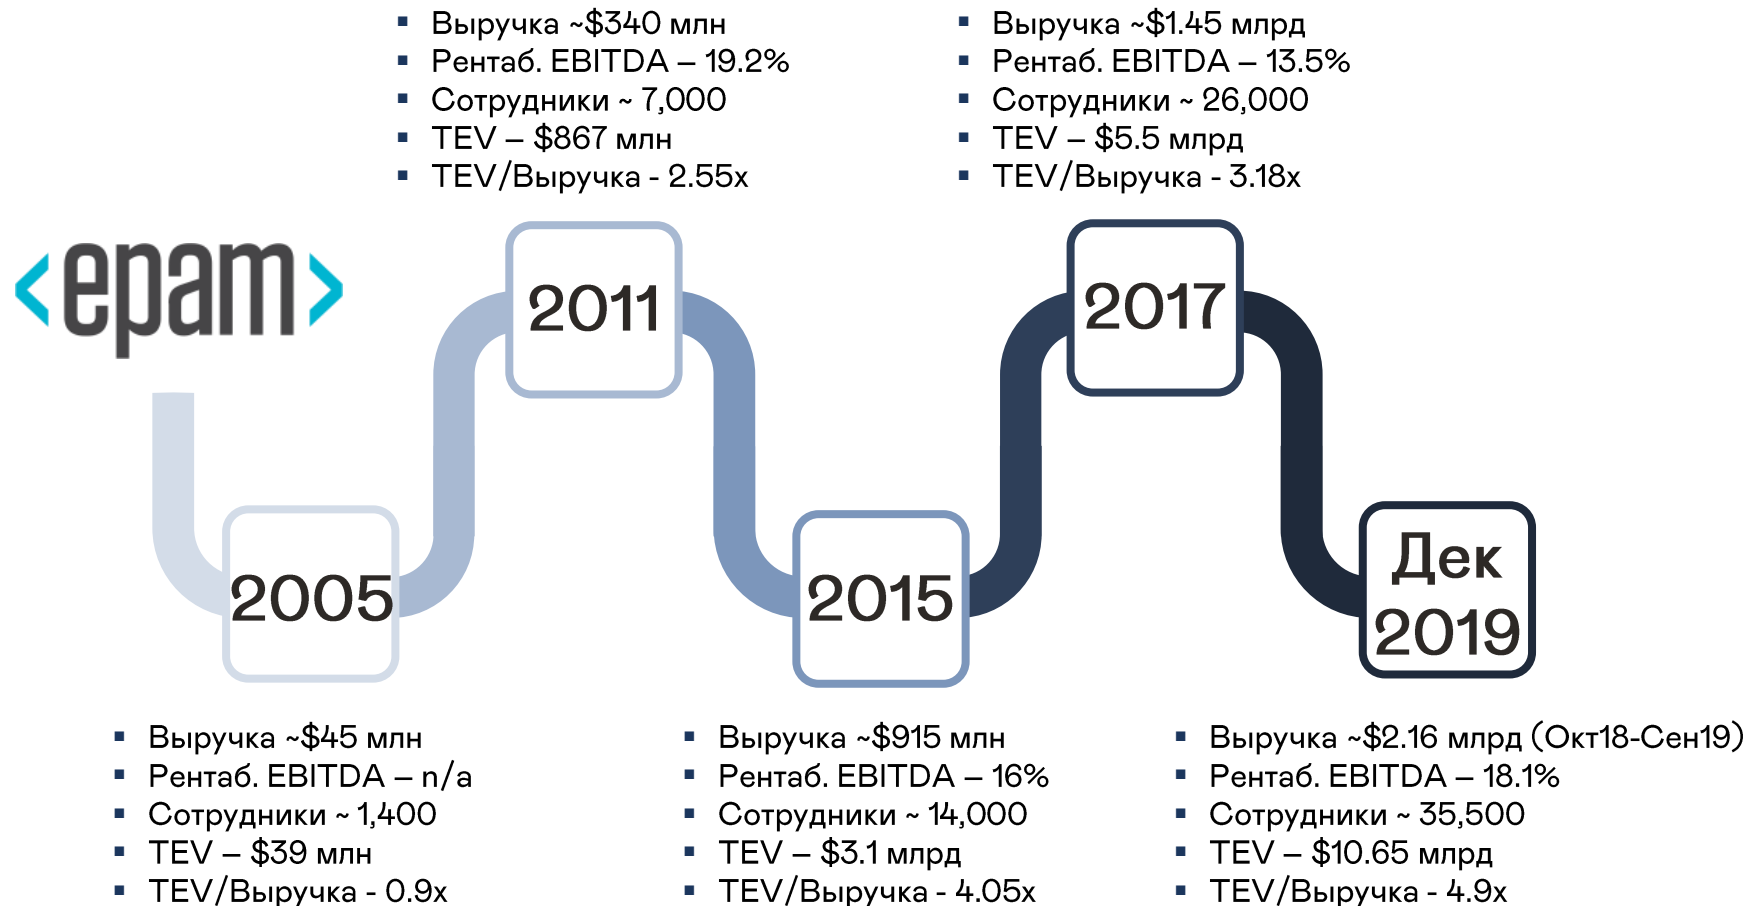 Выручка ~$340 млн
Рентаб. EBITDA – 19.2%
Сотрудники ~ 7,000
TEV – $867 млн
TEV/Выручка - 2.55x
Выручка ~$1.45 млрд
Рентаб. EBITDA – 13.5%
Сотрудники ~ 26,000
TEV – $5.5 млрд
TEV/Выручка - 3.18x
<epam>
2011
2017
2005
2015
Дек
2019
Выручка ~$45 млн
Рентаб. EBITDA – n/a
Сотрудники ~ 1,400
TEV – $39 млн
TEV/Выручка - 0.9x
Выручка ~$915 млн
Рентаб. EBITDA – 16%
Сотрудники ~ 14,000
TEV – $3.1 млрд
TEV/Выручка - 4.05x
Выручка ~$2.16 млрд (Окт18-Сен19)
Рентаб. EBITDA – 18.1%
Сотрудники ~ 35,500
TEV – $10.65 млрд
TEV/Выручка - 4.9x